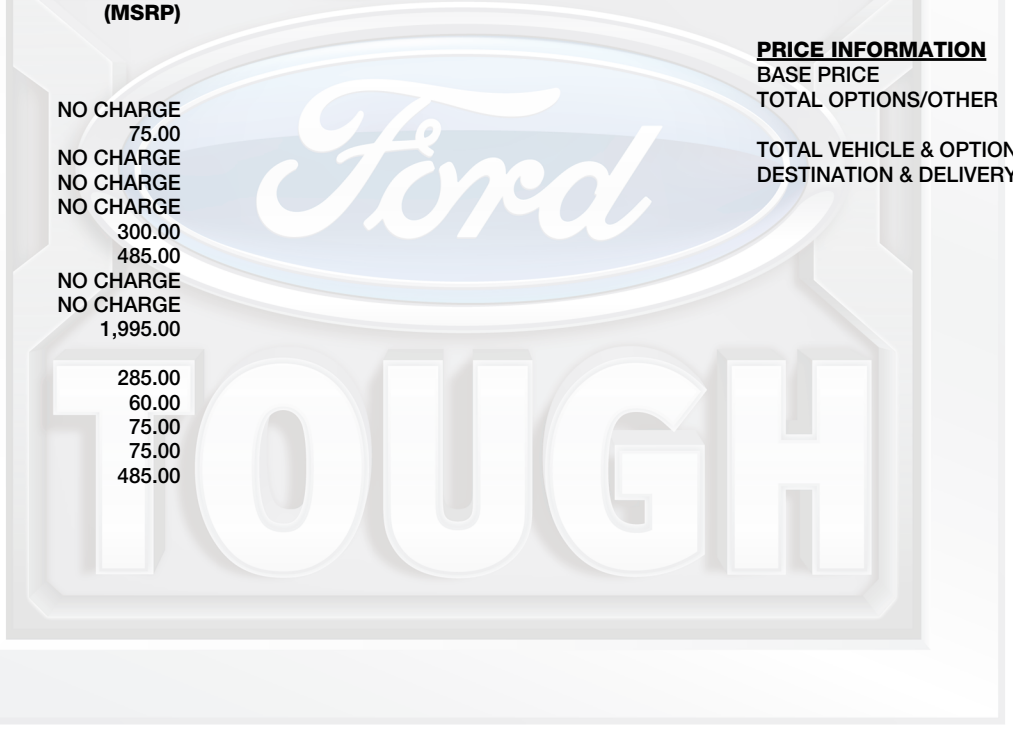 (MSRP)
NO CHARGE
75.00
NO CHARGE
NO CHARGE
NO CHARGE
300.00
485.00
NO CHARGE
NO CHARGE
1,995.00
285.00
60.00
75.00
75.00
485.00
PRICE INFORMATION
BASE PRICE
TOTAL OPTIONS/OTHER
TOTAL VEHICLE & OPTION
DESTINATION & DELIVERY
Ford
TOUGH